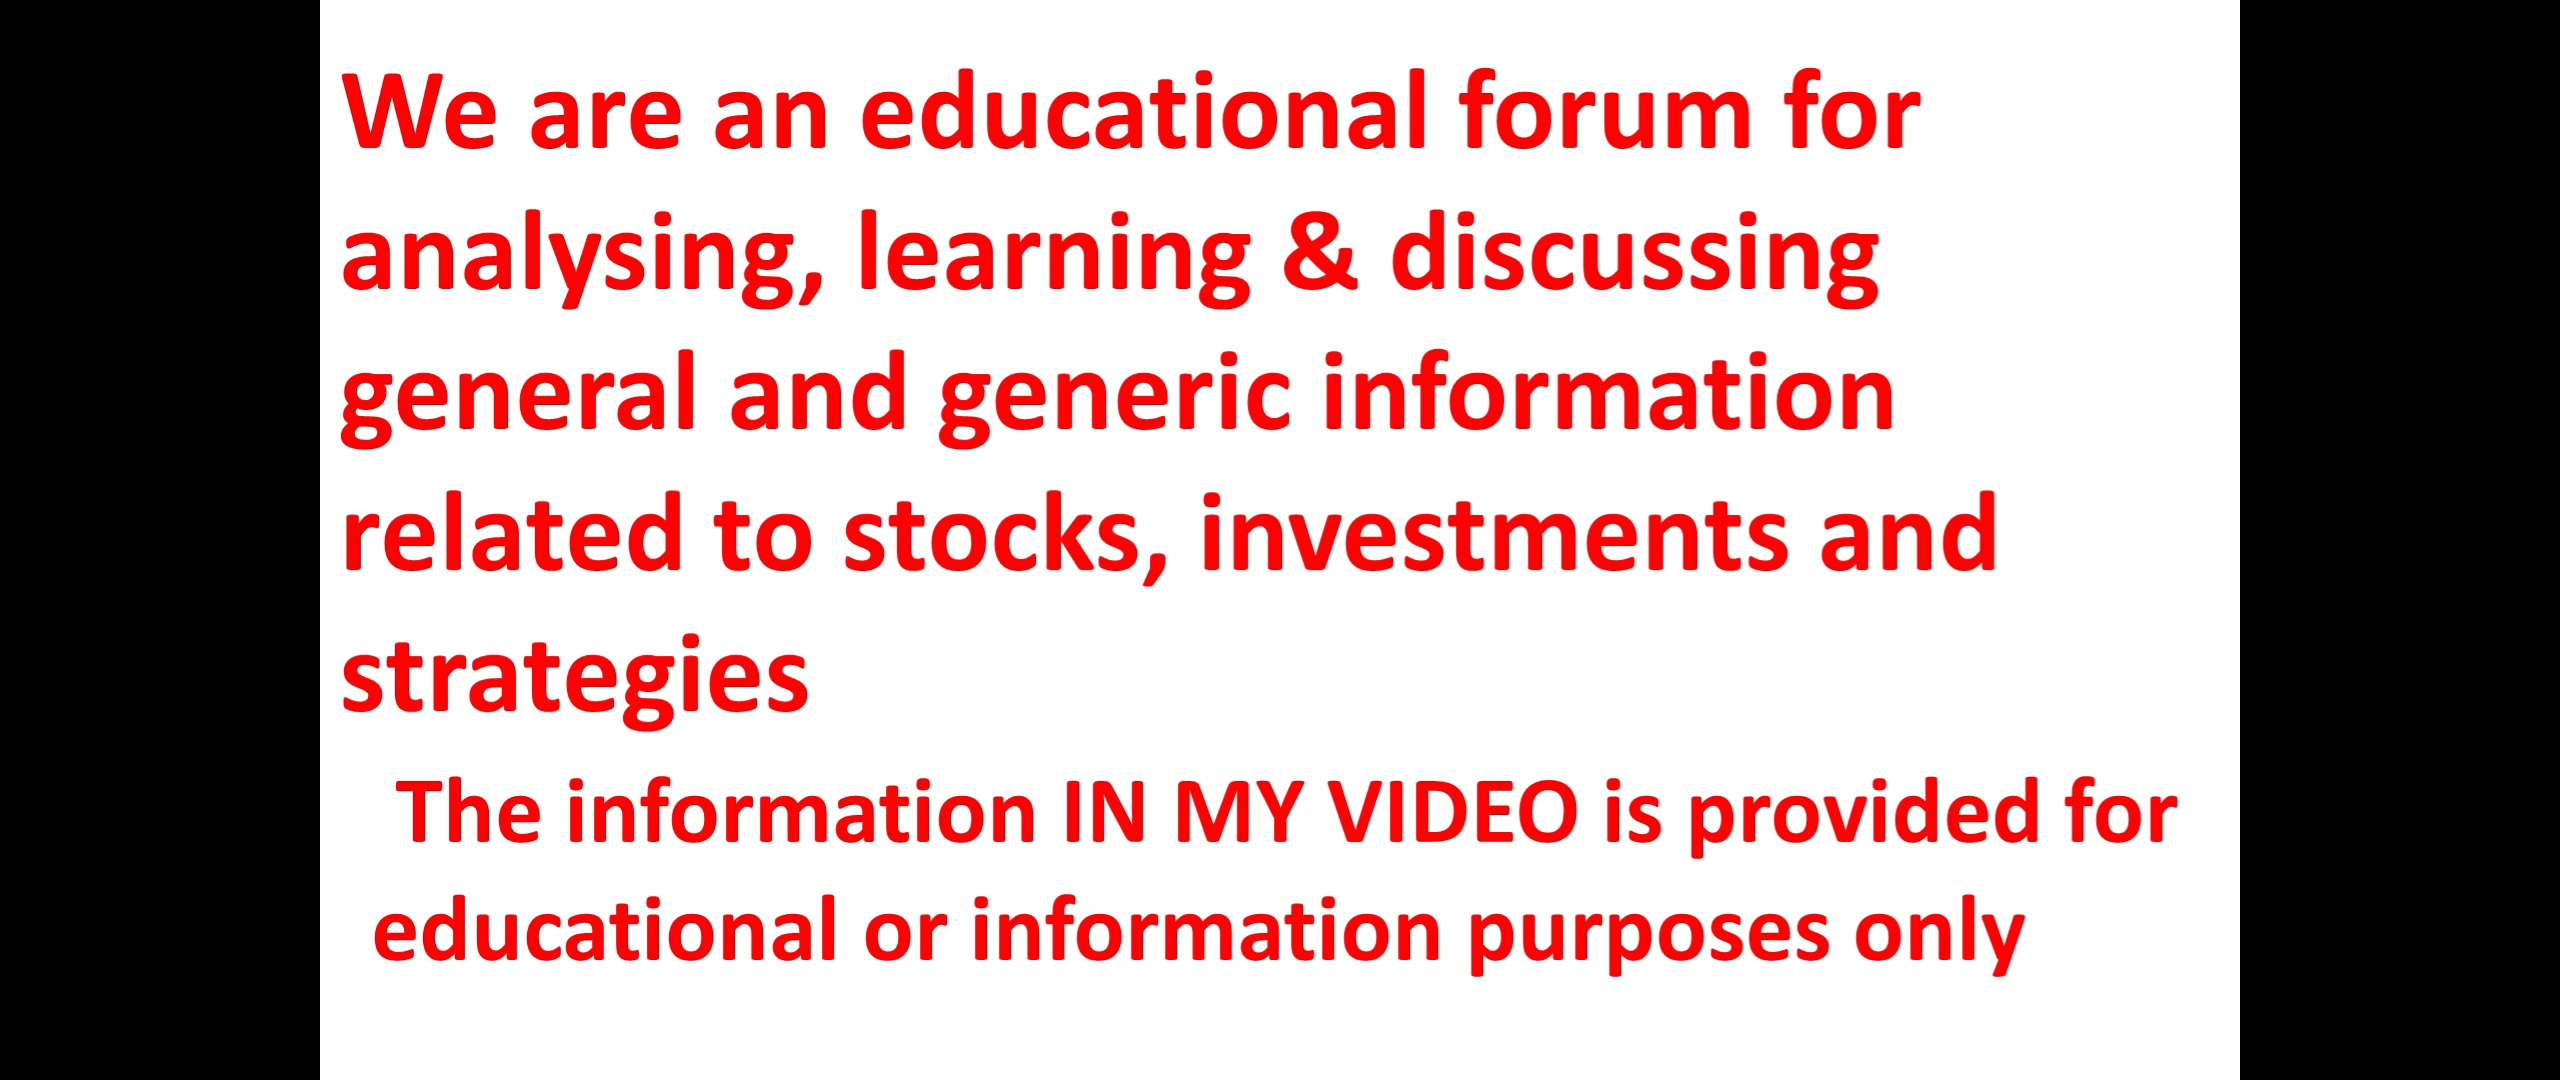 We are an educational forum for
analysing, learning & discussing
general and generic information
related to stocks, investments and
strategies
The information IN MY VIDEO is provided for
educational or information purposes only